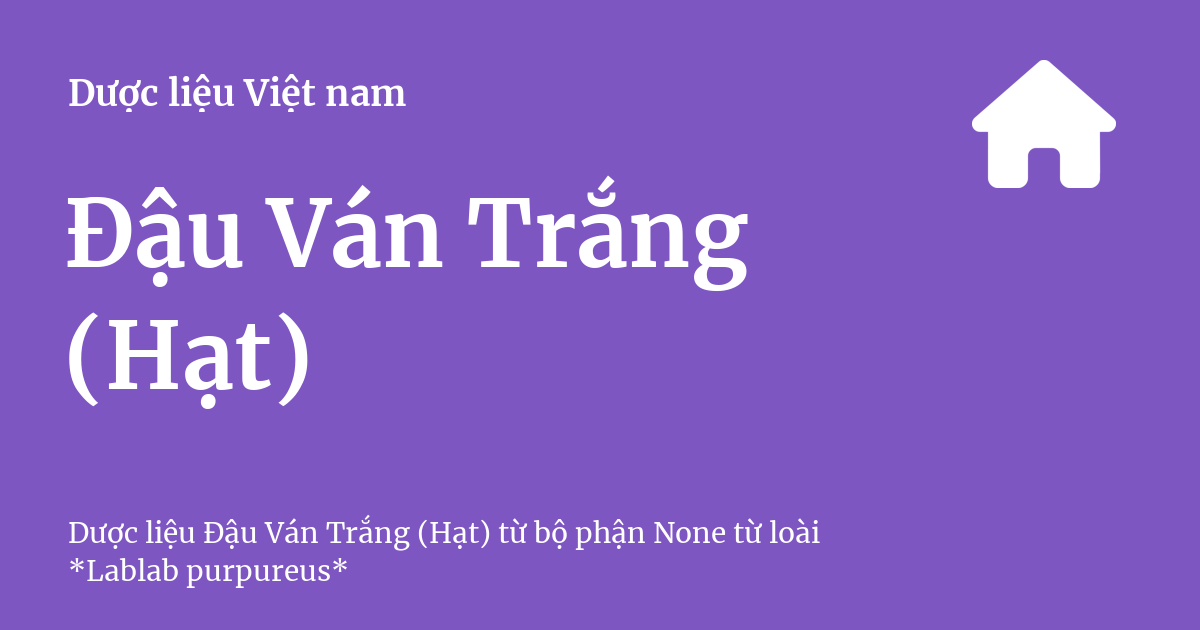 Dược liệu Việt nam
Đậu Ván Trắng
(Hạt)
Dược liệu Đậu Ván Trắng (Hạt) từ bộ phận None từ loài
*Lablab purpureus*